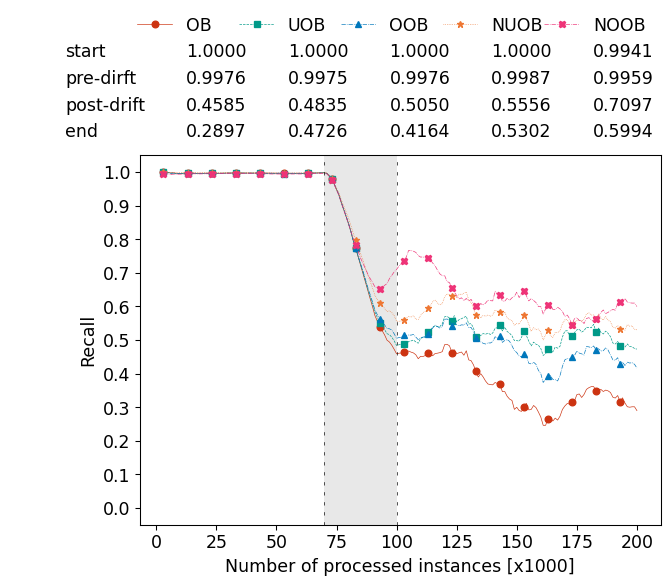 OB UOB OOB NUOB NOOB
start 1.0000 1.0000 1.0000 1.0000 0.9941
pre-dirft 0.9976 0.9975 0.9976 0.9987 0.9959
post-drift 0.4585 0.4835 0.5050 0.5556 0.7097
end 0.2897 0.4726 0.4164 0.5302 0.5994
1.0
0.9
0.8
0.7
0.6
0.5
0.4
0.3
0.2
0.1
0.0
Recall
0 25 50 75 100 125 150 175 200
Number of processed instances [x1000]